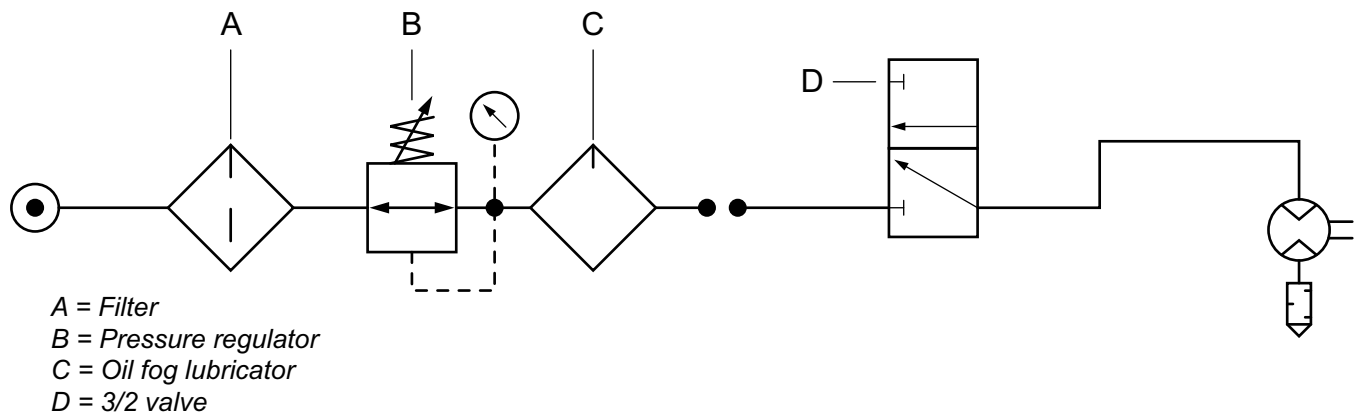 A
B
C
D
A = Filter
B = Pressure regulator
C = Oil fog lubricator
D = 3/2 valve